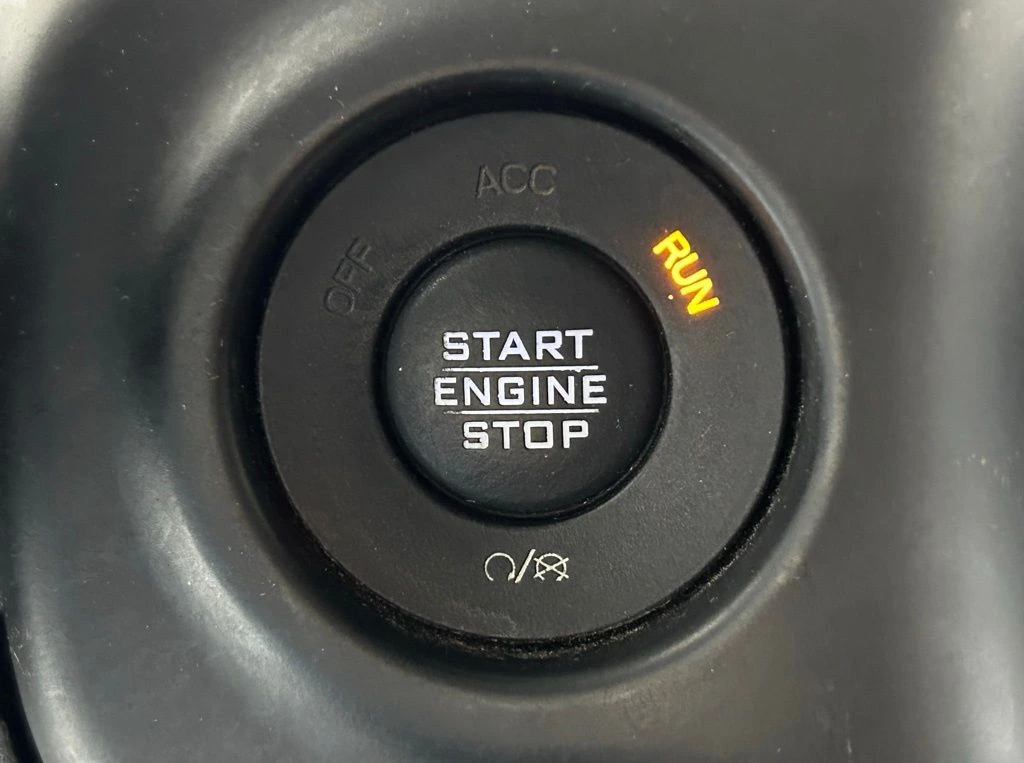 ACC
OFF
RUN
START
ENGINE
STOP